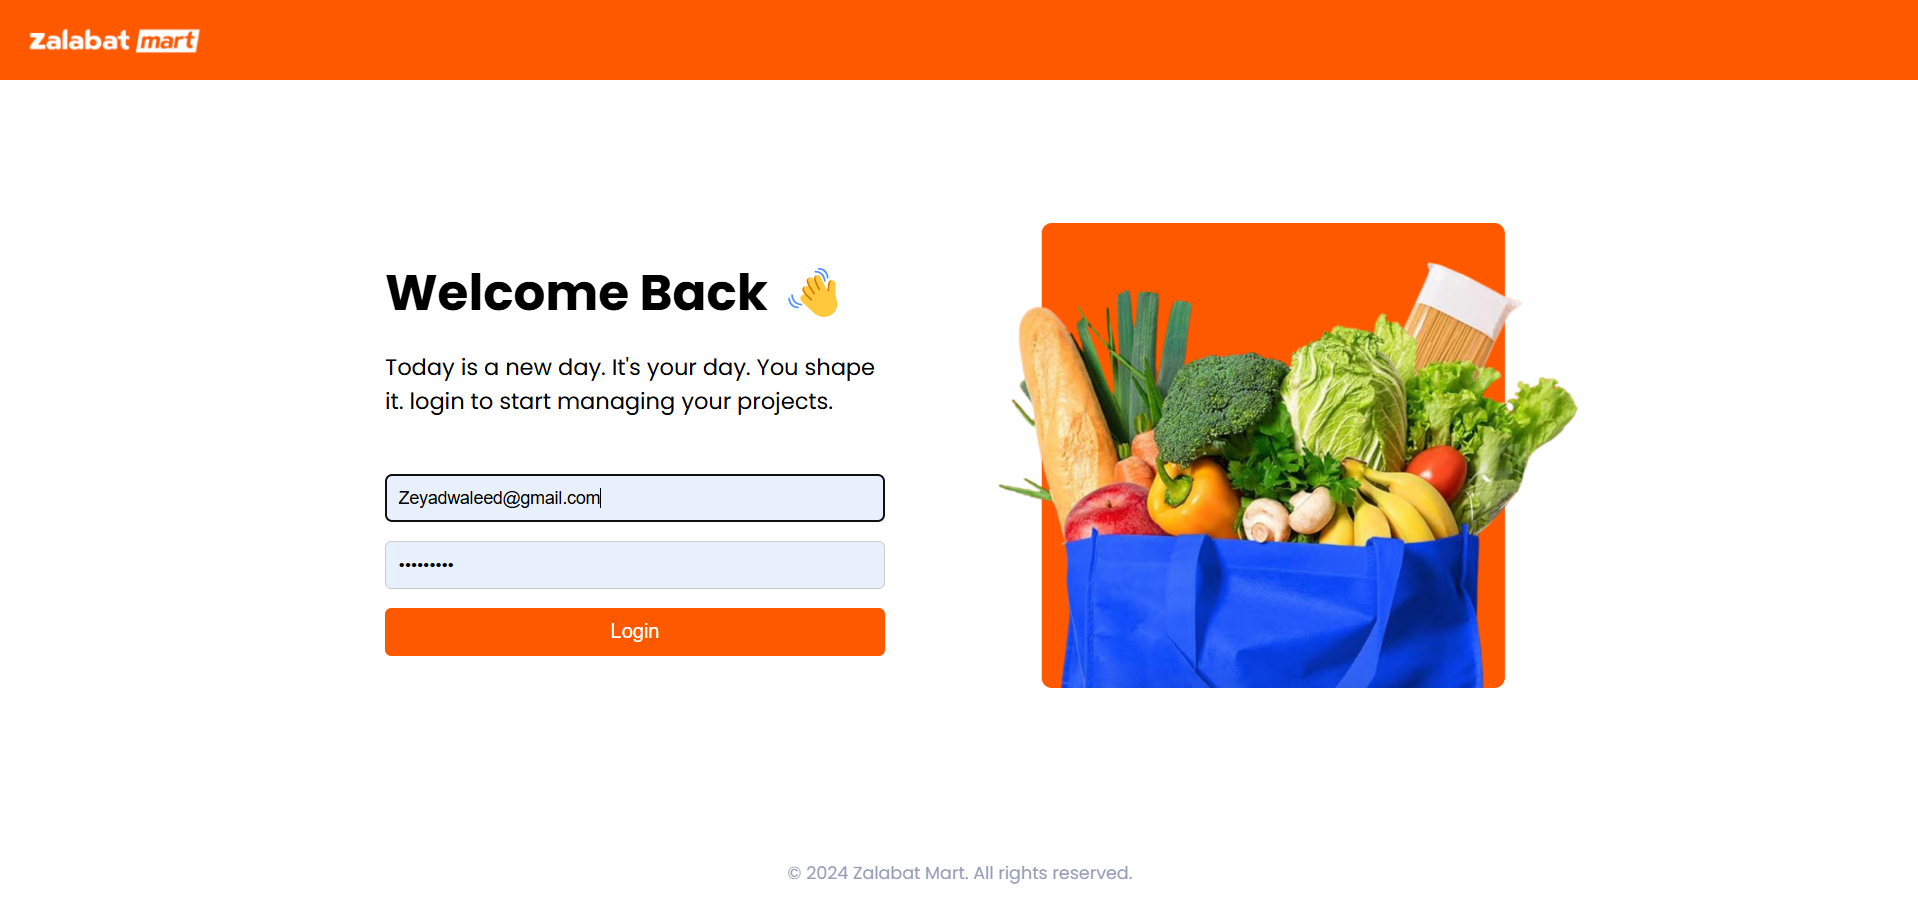 Zalabat mart
Welcome Back 👋
Today is a new day. It's your day. You shape
it. login to start managing your projects.
Zeyadwaleed@gmail.com
•••••••••
Login
© 2024 Zalabat Mart. All rights reserved.